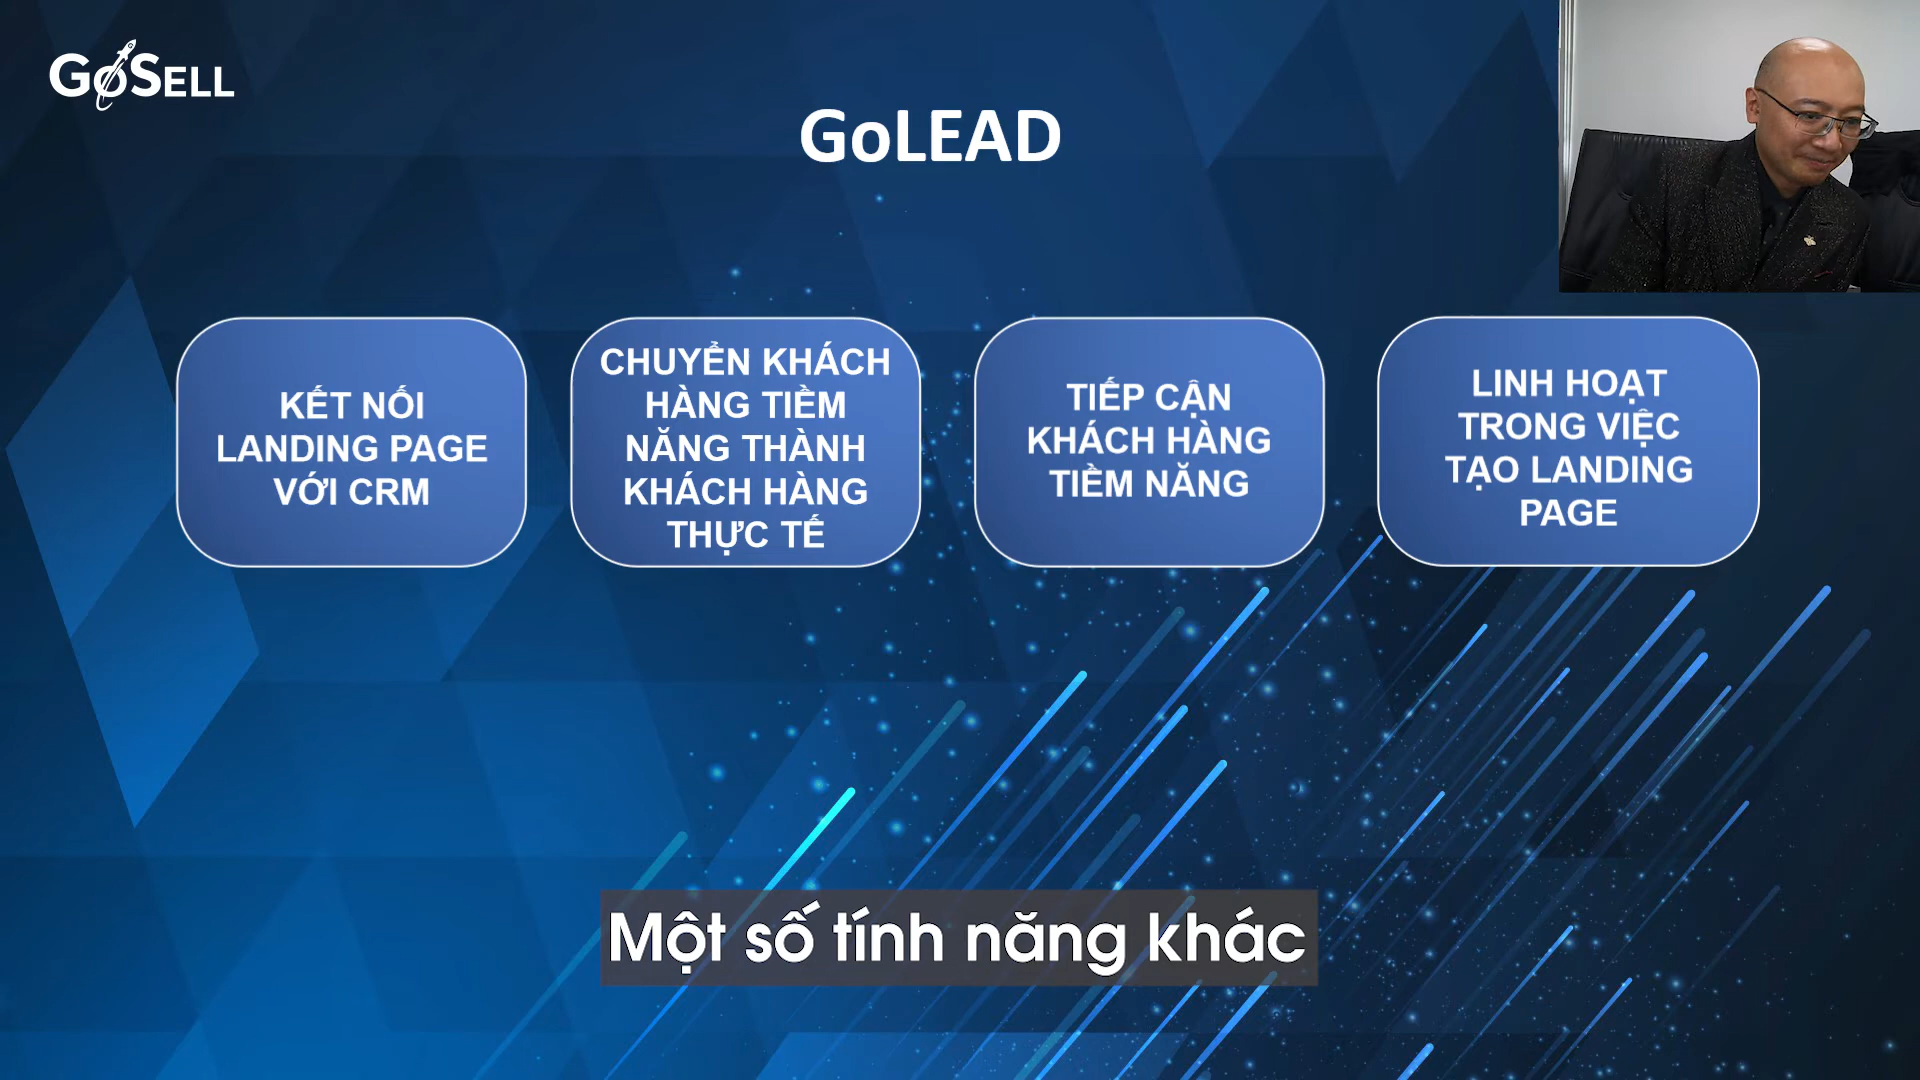 GoSELL
GoLEAD
KẾT NỐI
LANDING PAGE
VỚI CRM
CHUYỂN KHÁCH
HÀNG TIỀM
NĂNG THÀNH
KHÁCH HÀNG
THỰC TẾ
TIẾP CẬN
KHÁCH HÀNG
TIỀM NĂNG
LINH HOẠT
TRONG VIỆC
TẠO LANDING
PAGE
Một số tính năng khác